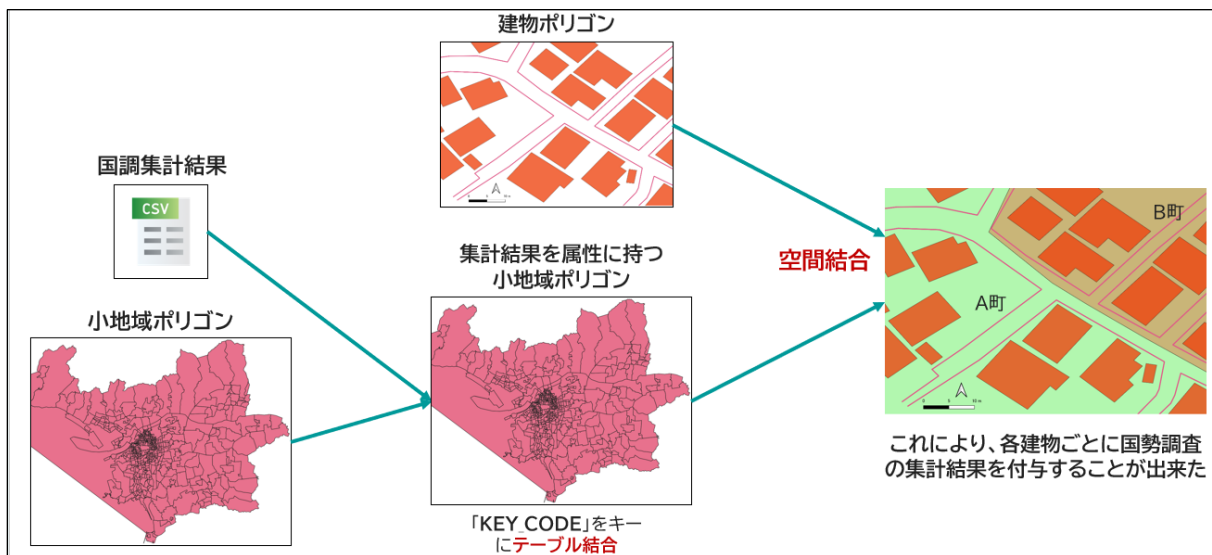 建物ポリゴン
国調集計結果
CSV
小地域ポリゴン
集計結果を属性に持つ
小地域ポリゴン
「KEY_CODE」をキー
にテーブル結合
空間結合
A町
B町
これにより、各建物ごとに国勢調査
の集計結果を付与することが出来た